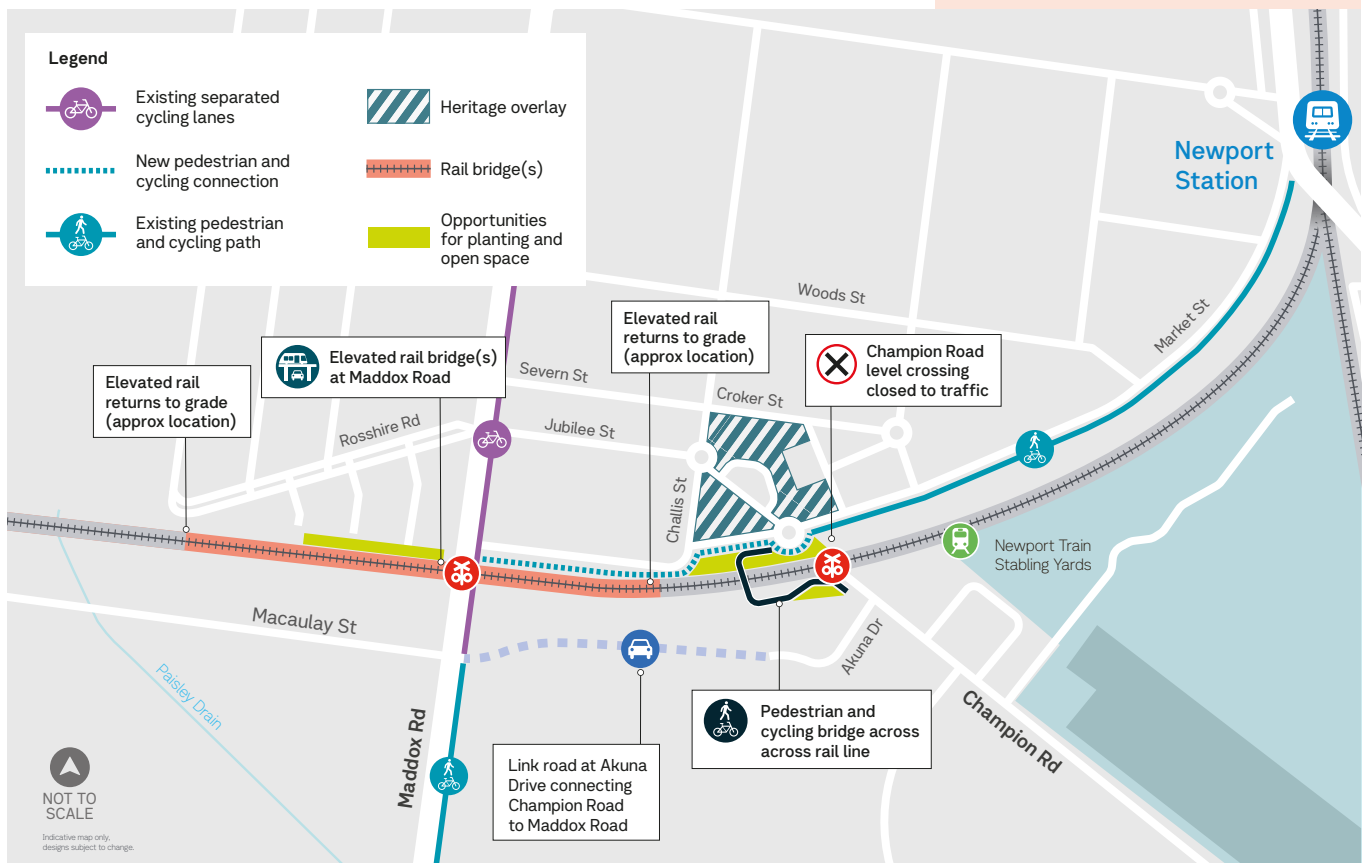 Legend
Existing separated
cycling lanes
New pedestrian and
cycling connection
Existing pedestrian
and cycling path
Heritage overlay
Rail bridge(s)
Opportunities
for planting and
open space
Newport
Station
Woods St
Market St
Elevated rail
returns to grade
(approx location)
Elevated rail bridge(s)
at Maddox Road
Elevated rail
returns to grade
(approx location)
Champion Road
level crossing
closed to traffic
Severn St
Croker St
Rosshire Rd
Jubilee St
Challis St
Newport Train
Stabling Yards
Macaulay St
Akuna Dr
Paisley Drain
Maddox Rd
Champion Rd
Pedestrian and
cycling bridge across
across rail line
Link road at Akuna
Drive connecting
Champion Road
to Maddox Road
NOT TO
SCALE
Indicative map only,
designs subject to change.